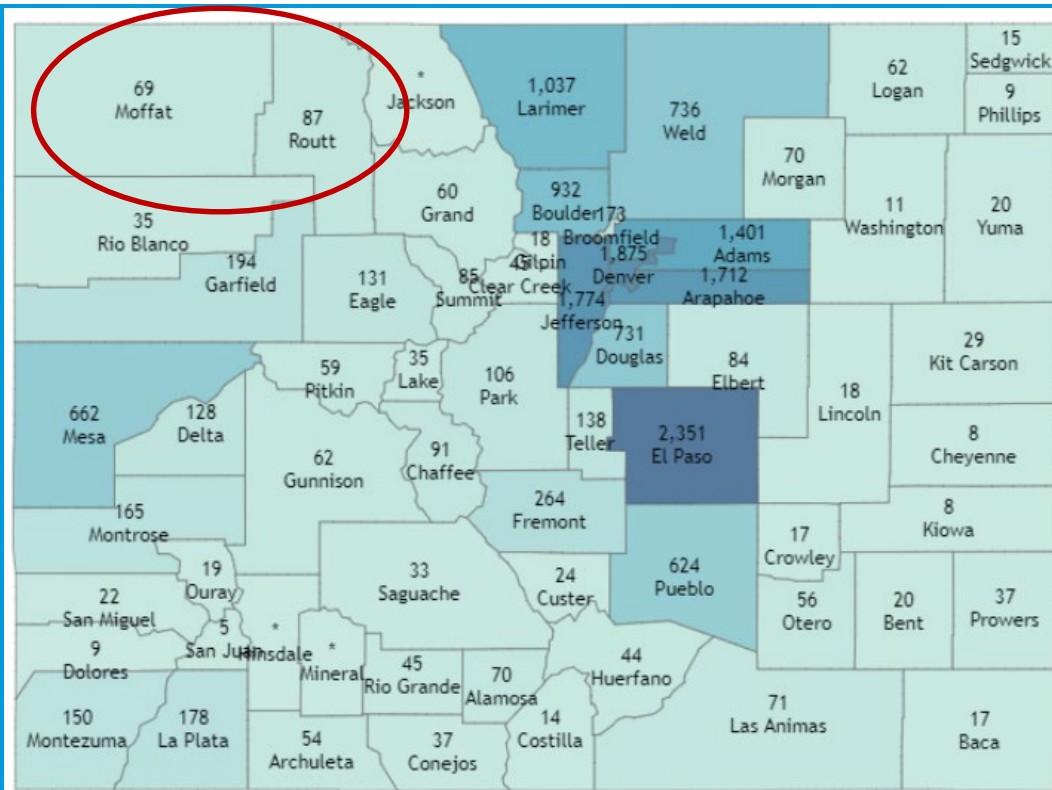 69
Moffat
87
Routt
*
Jackson
1,037
Larimer
736
Weld
62
Logan
15
Sedgwick
9
Phillips
70
Morgan
11
Washington
20
Yuma
35
Rio Blanco
60
Grand
932
Boulder
173
Broomfield
18
Gilpin
1,401
Adams
194
Garfield
131
Eagle
85
Summit
Clear Creek
1,875
Denver
1,712
Arapahoe
1,774
Jefferson
731
Douglas
84
Elbert
29
Kit Carson
59
Pitkin
35
Lake
106
Park
18
Lincoln
662
Mesa
128
Delta
62
Gunnison
91
Chaffee
138
Teller
2,351
El Paso
8
Cheyenne
165
Montrose
264
Fremont
8
Kiowa
17
Crowley
19
Ouray
33
Saguache
24
Custer
624
Pueblo
22
San Miguel
56
Otero
20
Bent
37
Prowers
5
San Juan
*
Hinsdale
*
Mineral
9
Dolores
45
Rio Grande
70
Alamosa
44
Huerfano
71
Las Animas
150
Montezuma
178
La Plata
54
Archuleta
37
Conejos
14
Costilla
17
Baca